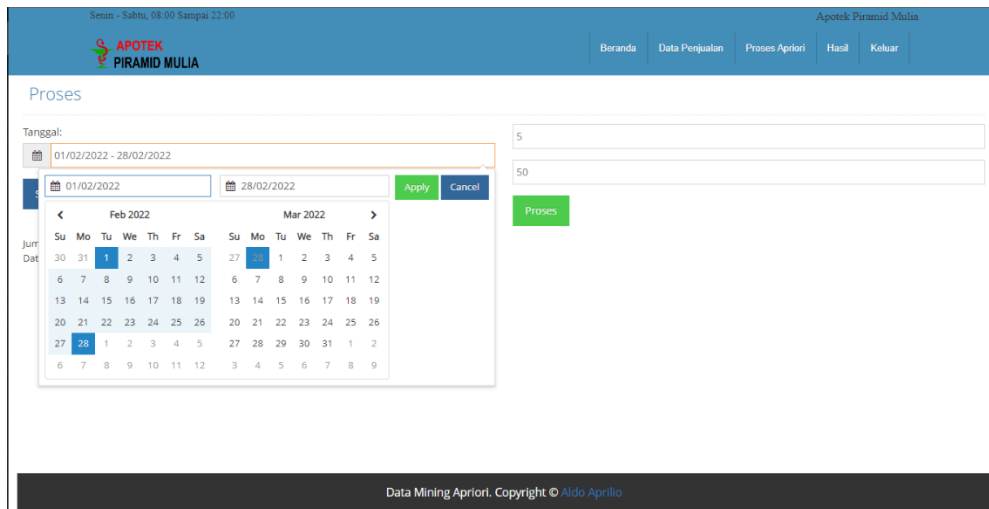 Senin - Sabtu, 08:00 Sampai 22:00
Apotek Piramid Mulia
APOTEK
PIRAMID MULIA
Beranda Data Penjualan Proses Apriori Hasil Keluar
Proses
Tanggal:
01/02/2022 - 28/02/2022
01/02/2022 28/02/2022 Apply Cancel
S
Feb 2022 Mar 2022
Su Mo Tu We Th Fr Sa Su Mo Tu We Th Fr Sa
30 31 1 2 3 4 5 27 28 1 2 3 4 5
6 7 8 9 10 11 12 6 7 8 9 10 11 12
13 14 15 16 17 18 19 13 14 15 16 17 18 19
20 21 22 23 24 25 26 20 21 22 23 24 25 26
27 28 1 2 3 4 5 27 28 29 30 31 1 2
6 7 8 9 10 11 12 3 4 5 6 7 8 9
Jum
Dat
5
50
Proses
Data Mining Apriori. Copyright © Aldo Aprilio